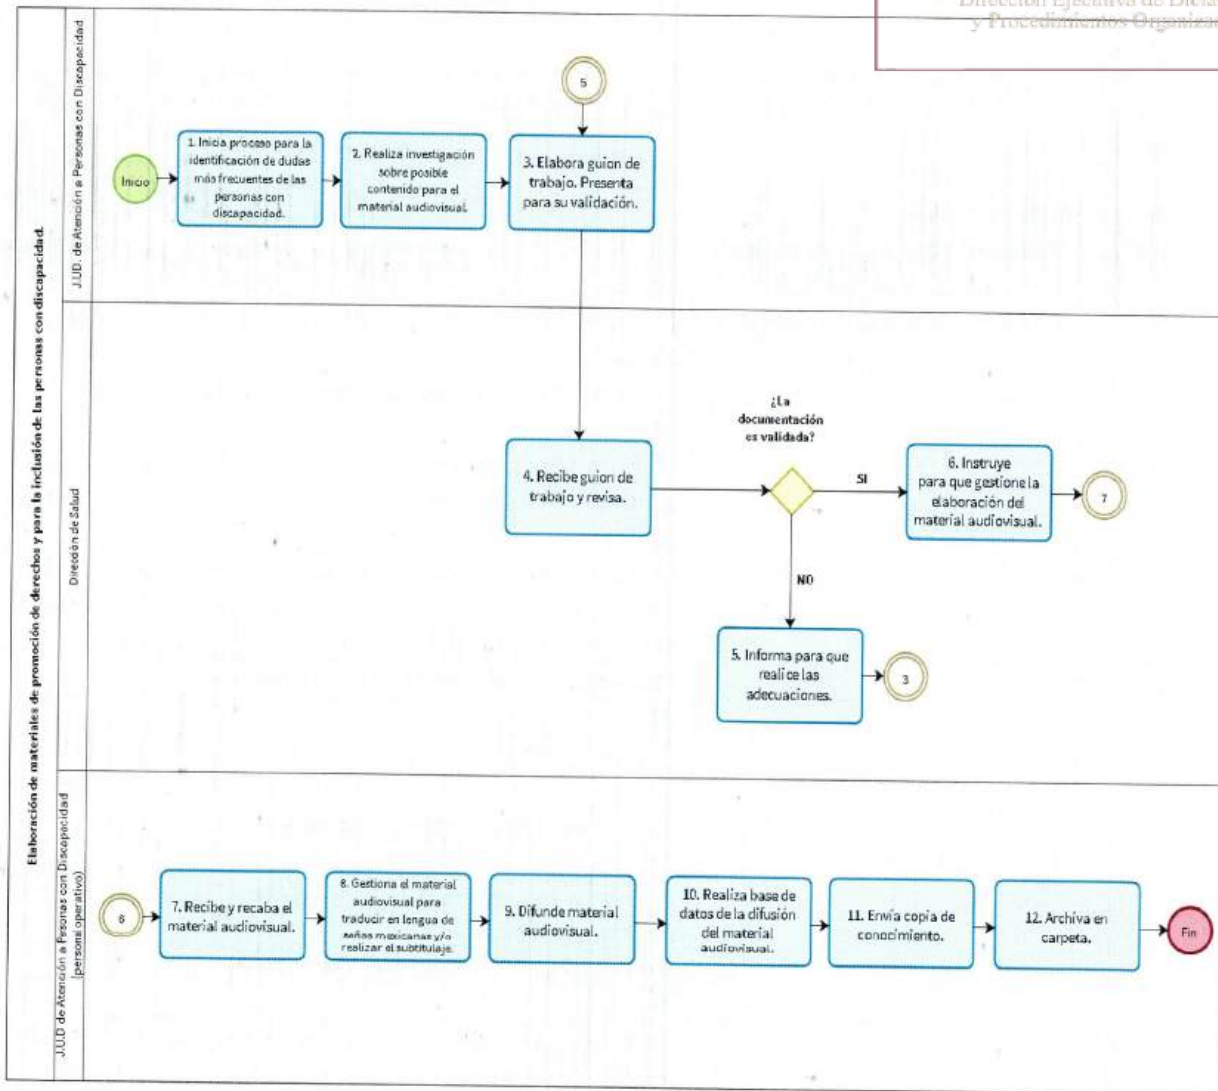 Dirección Ejecutiva de
y Procedimientos
Elaboración de materiales de promoción de derechos y para la inclusión de las personas con discapacidad.
J.UD. de Atención a Personas con Discapacidad
5
Inicio
1. Inicia proceso para la
identificación de dudas
más frecuentes de las
personas con
discapacidad.
2. Realiza investigación
sobre posible
contenido para el
material audiovisual.
3. Elabora guion de
trabajo. Presenta
para su validación.
Dirección de Salud
4. Recibe guion de
trabajo y revisa.
¿La
documentación
es validada?
SI
6. Instruye
para que gestione la
elaboración del
material audiovisual.
7
NO
5. Informa para que
realice las
adecuaciones.
3
J.U.D de Atención a Personas con Discapacidad
(personal operativo)
6
7. Recibe y recaba el
material audiovisual.
8. Gestiona el material
audiovisual para
traducir en lengua de
señas mexicanas y/o
realizar el subtitulaje.
9. Difunde material
audiovisual.
10. Realiza base de
datos de la difusión
del material
audiovisual.
11. Envía copia de
conocimiento.
12. Archiva en
carpeta.
Fin